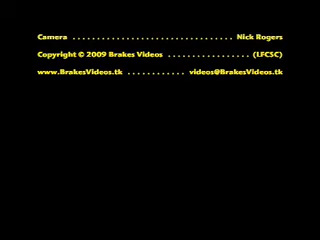 Camera . . . . . . . . . . . . . . . . . . . . . . . . . . . . . . . . . Nick Rogers
Copyright © 2009 Brakes Videos . . . . . . . . . . . . . . . . . (LFCSC)
www.BrakesVideos.tk . . . . . . . . . . . . videos@BrakesVideos.tk